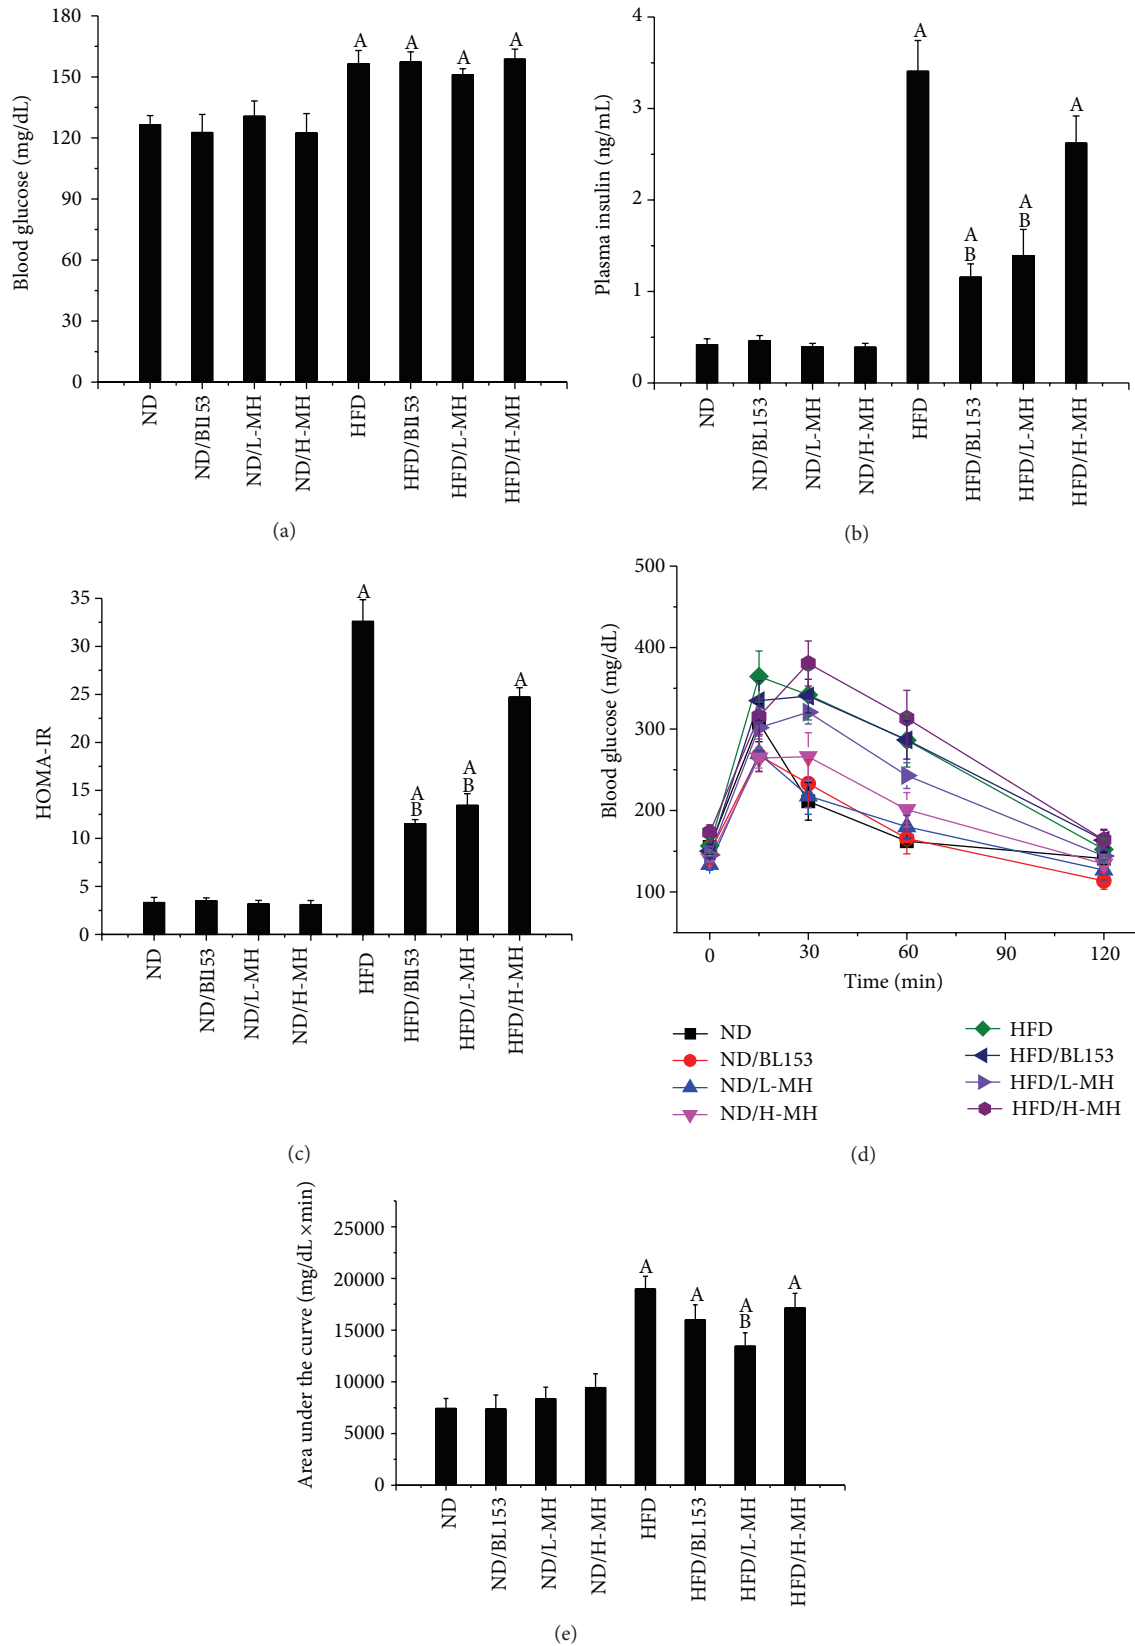 180
150
120
90
60
30
0
Blood glucose (mg/dL)
A
A
A
A
ND
ND/Bl153
ND/L-MH
ND/H-MH
HFD
HFD/Bl153
HFD/L-MH
HFD/H-MH
(a)
4
3
2
1
0
Plasma insulin (ng/mL)
A
A
B
A
B
A
ND
ND/BL153
ND/L-MH
ND/H-MH
HFD
HFD/BL153
HFD/L-MH
HFD/H-MH
(b)
35
30
25
20
15
10
5
0
HOMA-IR
A
A
B
A
B
A
ND
ND/Bl153
ND/L-MH
ND/H-MH
HFD
HFD/Bl153
HFD/L-MH
HFD/H-MH
(c)
500
400
300
200
100
Blood glucose (mg/dL)
0 30 60 90 120
Time (min)
ND
ND/BL153
ND/L-MH
ND/H-MH
HFD
HFD/BL153
HFD/L-MH
HFD/H-MH
(d)
25000
20000
15000
10000
5000
0
Area under the curve (mg/dL ×min)
A
A
A
B
A
ND
ND/BL153
ND/L-MH
ND/H-MH
HFD
HFD/BL153
HFD/L-MH
HFD/H-MH
(e)